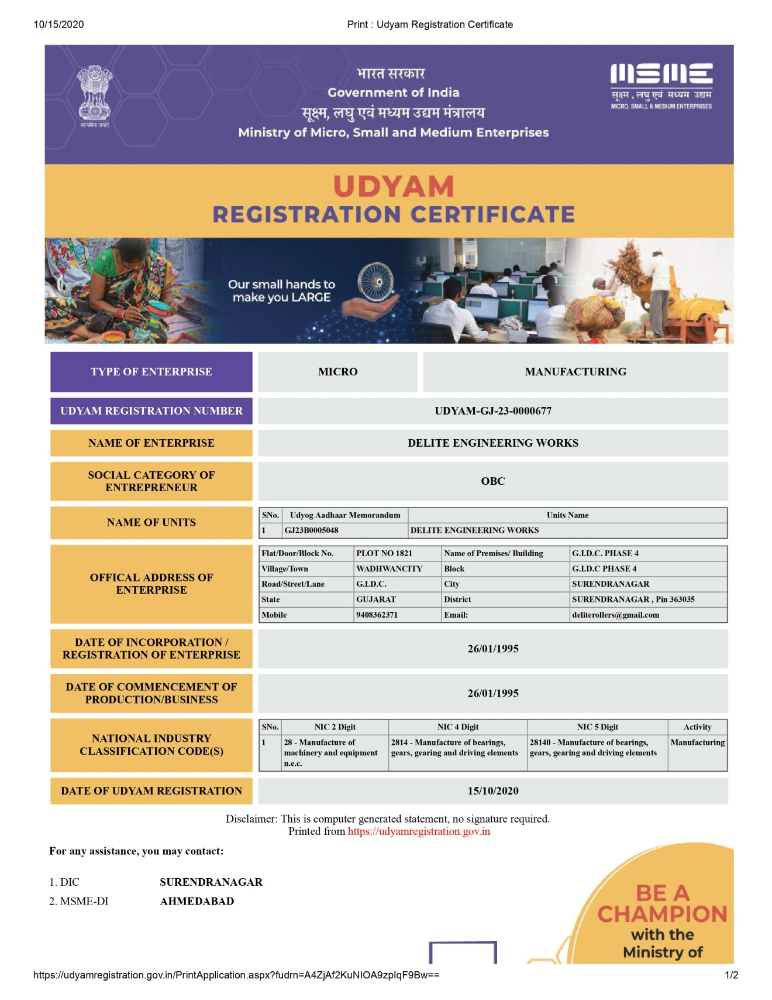 10/15/2020 Print : Udyam Registration Certificate
भारत सरकार
Government of India
सूक्ष्म, लघु एवं मध्यम उद्यम मंत्रालय
Ministry of Micro, Small and Medium Enterprises
सत्यमेव जयते
MSME
सूक्ष्म , लघु एवं मध्यम उद्यम
MICRO, SMALL & MEDIUM ENTERPRISES
UDYAM
REGISTRATION CERTIFICATE
Our small hands to
make you LARGE
TYPE OF ENTERPRISE MICRO MANUFACTURING
UDYAM REGISTRATION NUMBER UDYAM-GJ-23-0000677
NAME OF ENTERPRISE DELITE ENGINEERING WORKS
SOCIAL CATEGORY OF
ENTREPRENEUR
OBC
NAME OF UNITS
SNo. Udyog Aadhaar Memorandum Units Name
1 GJ23B0005048 DELITE ENGINEERING WORKS
OFFICAL ADDRESS OF
ENTERPRISE
Flat/Door/Block No. PLOT NO 1821 Name of Premises/ Building G.I.D.C. PHASE 4
Village/Town WADHWANCITY Block G.I.D.C PHASE 4
Road/Street/Lane G.I.D.C. City SURENDRANAGAR
State GUJARAT District SURENDRANAGAR , Pin 363035
Mobile 9408362371 Email: deliterollers@gmail.com
DATE OF INCORPORATION /
REGISTRATION OF ENTERPRISE
26/01/1995
DATE OF COMMENCEMENT OF
PRODUCTION/BUSINESS
26/01/1995
NATIONAL INDUSTRY
CLASSIFICATION CODE(S)
SNo. NIC 2 Digit NIC 4 Digit NIC 5 Digit Activity
1 28 - Manufacture of 2814 - Manufacture of bearings, 28140 - Manufacture of bearings, Manufacturing
machinery and equipment gears, gearing and driving elements gears, gearing and driving elements
n.e.c.
DATE OF UDYAM REGISTRATION 15/10/2020
Disclaimer: This is computer generated statement, no signature required.
Printed from https://udyamregistration.gov.in
For any assistance, you may contact:
1. DIC SURENDRANAGAR
2. MSME-DI AHMEDABAD
BE A
CHAMPION
with the
Ministry of
https://udyamregistration.gov.in/PrintApplication.aspx?fudrn=A4ZjAf2KuNIOA9zpIqF9Bw== 1/2